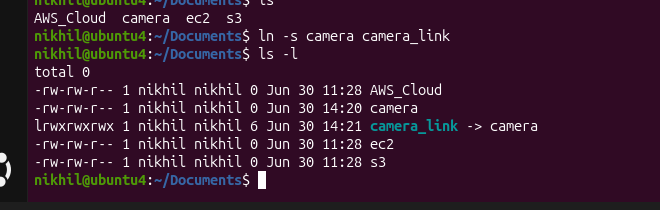 nikhil@ubuntu4:~/Documents$ ls
AWS_Cloud  camera  ec2  s3
nikhil@ubuntu4:~/Documents$ ln -s camera camera_link
nikhil@ubuntu4:~/Documents$ ls -l
total 0
-rw-rw-r-- 1 nikhil nikhil 0 Jun 30 11:28 AWS_Cloud
-rw-rw-r-- 1 nikhil nikhil 0 Jun 30 14:20 camera
lrwxrwxrwx 1 nikhil nikhil 6 Jun 30 14:21 camera_link -> camera
-rw-rw-r-- 1 nikhil nikhil 0 Jun 30 11:28 ec2
-rw-rw-r-- 1 nikhil nikhil 0 Jun 30 11:28 s3
nikhil@ubuntu4:~/Documents$